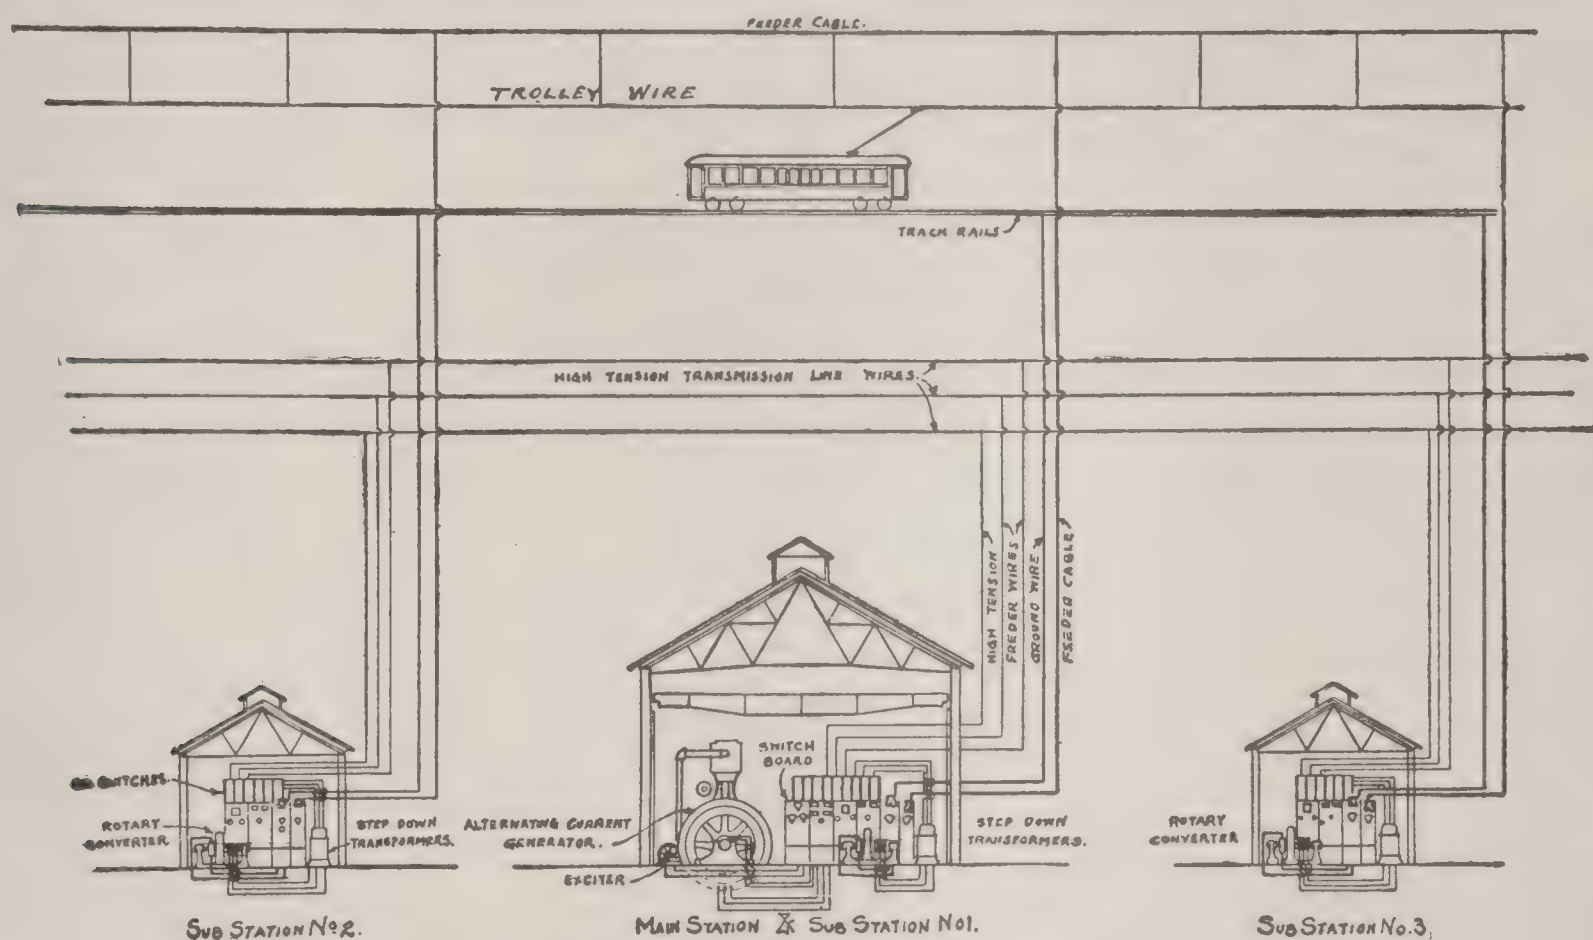 FEEDER CABLE.
TROLLEY WIRE
TRACK RAILS
HIGH TENSION TRANSMISSION LINE WIRES.
HIGH TENSION
FEEDER WIRES
GROUND WIRE
FEEDER CABLE
SWITCH
BOARD
ROTARY
CONVERTER
STEP DOWN
TRANSFORMERS.
ALTERNATING CURRENT
GENERATOR.
EXCITER
STEP DOWN
TRANSFORMERS.
ROTARY
CONVERTER
SUB STATION No 2.
MAIN STATION & SUB STATION NO1.
SUB STATION No. 3.